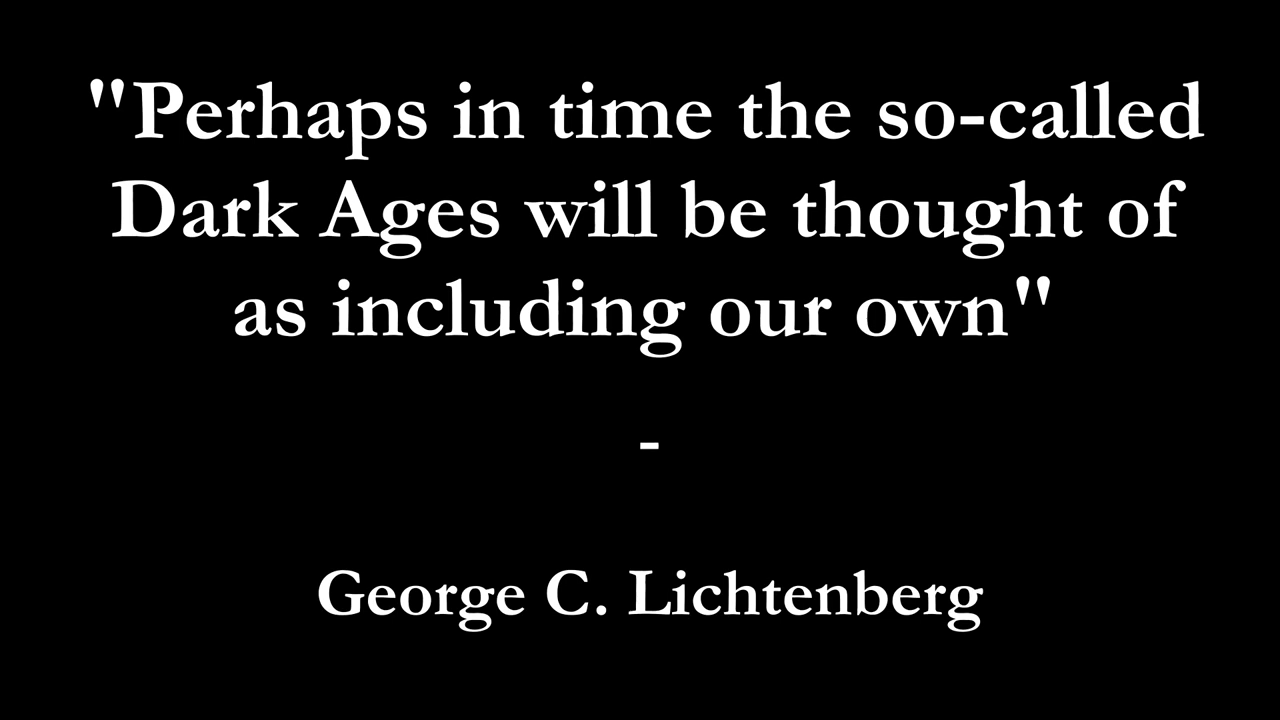 "Perhaps in time the so-called
Dark Ages will be thought of
as including our own"
-
George C. Lichtenberg